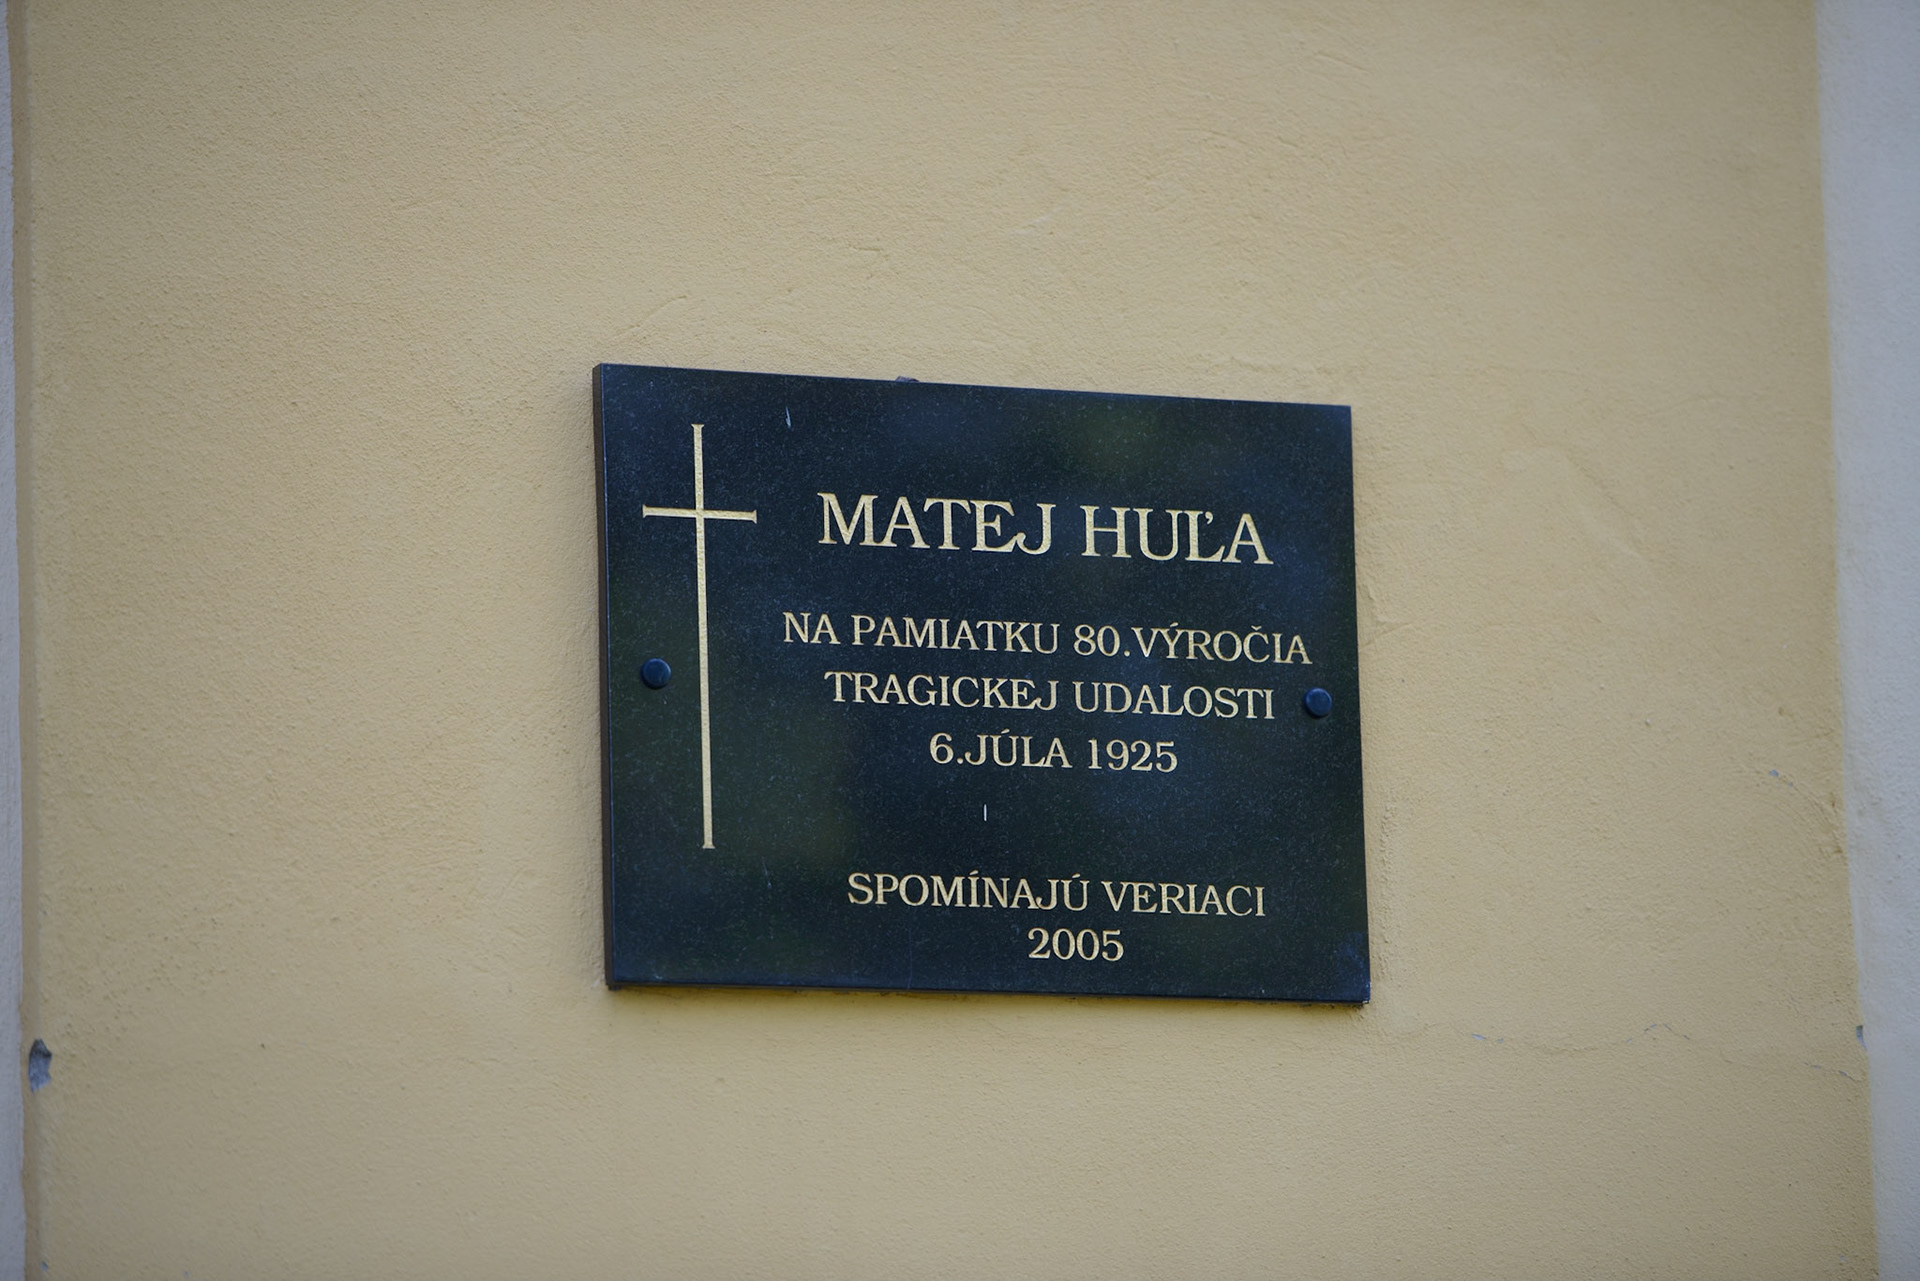 MATEJ HUĽA
NA PAMIATKU 80.VÝROČIA
TRAGICKEJ UDALOSTI
6.JÚLA 1925
SPOMÍNAJÚ VERIACI
2005